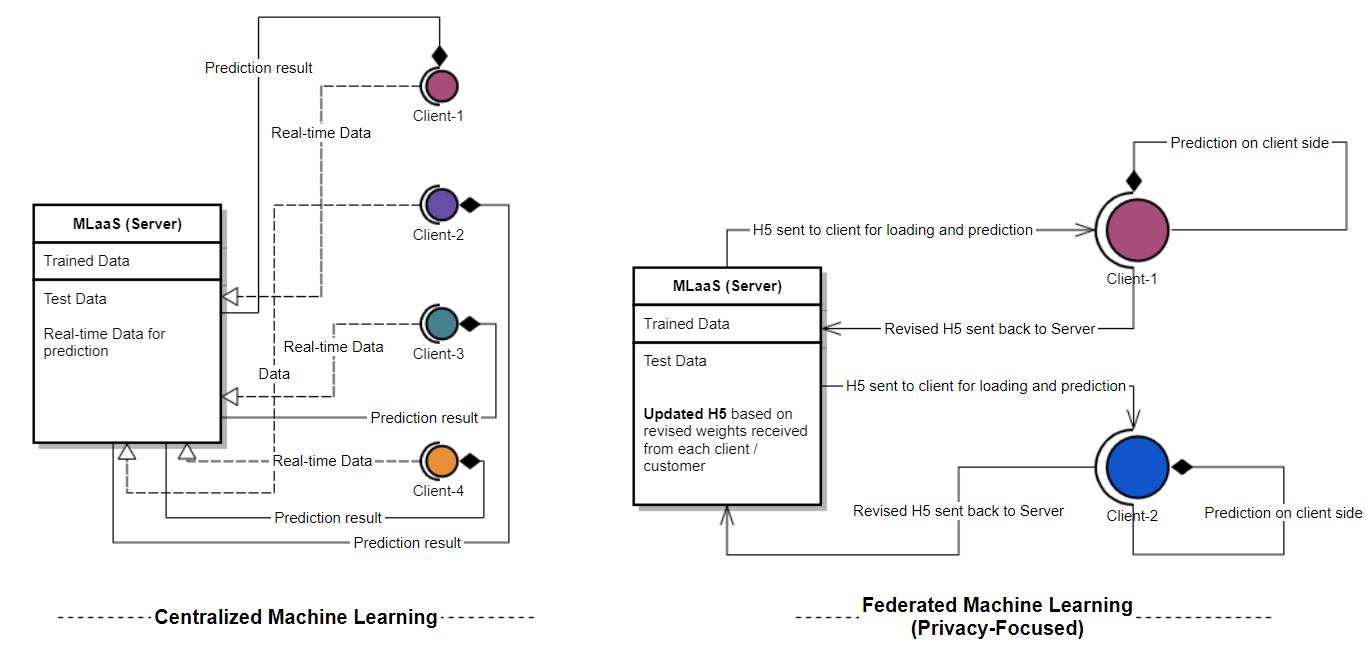 Prediction result
Client-1
Real-time Data
Client-2
MLaaS (Server)
Trained Data
Test Data
Real-time Data for
prediction
Real-time Data
Client-3
Data
Prediction result
Real-time Data
Client-4
Prediction result
Prediction result
Centralized Machine Learning
Prediction on client side
H5 sent to client for loading and prediction
Client-1
MLaaS (Server)
Trained Data
Revised H5 sent back to Server
Test Data
H5 sent to client for loading and prediction
Updated H5 based on
revised weights received
from each client /
customer
Revised H5 sent back to Server
Client-2
Prediction on client side
Federated Machine Learning
(Privacy-Focused)